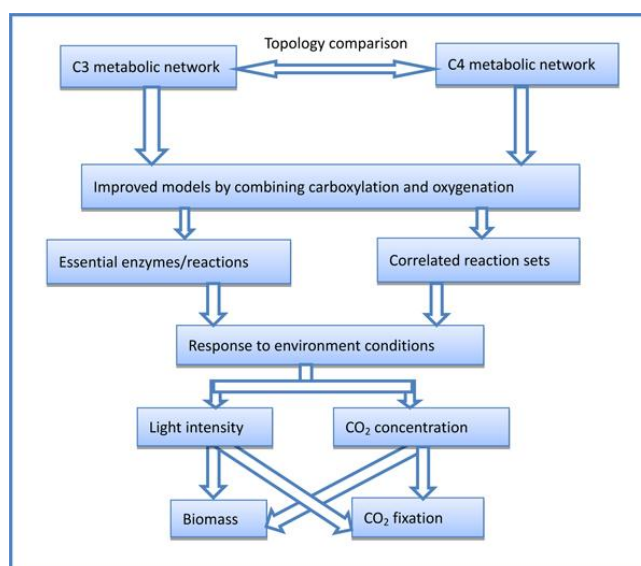 Topology comparison
C3 metabolic network
C4 metabolic network
Improved models by combining carboxylation and oxygenation
Essential enzymes/reactions
Correlated reaction sets
Response to environment conditions
Light intensity
CO₂ concentration
Biomass
CO₂ fixation